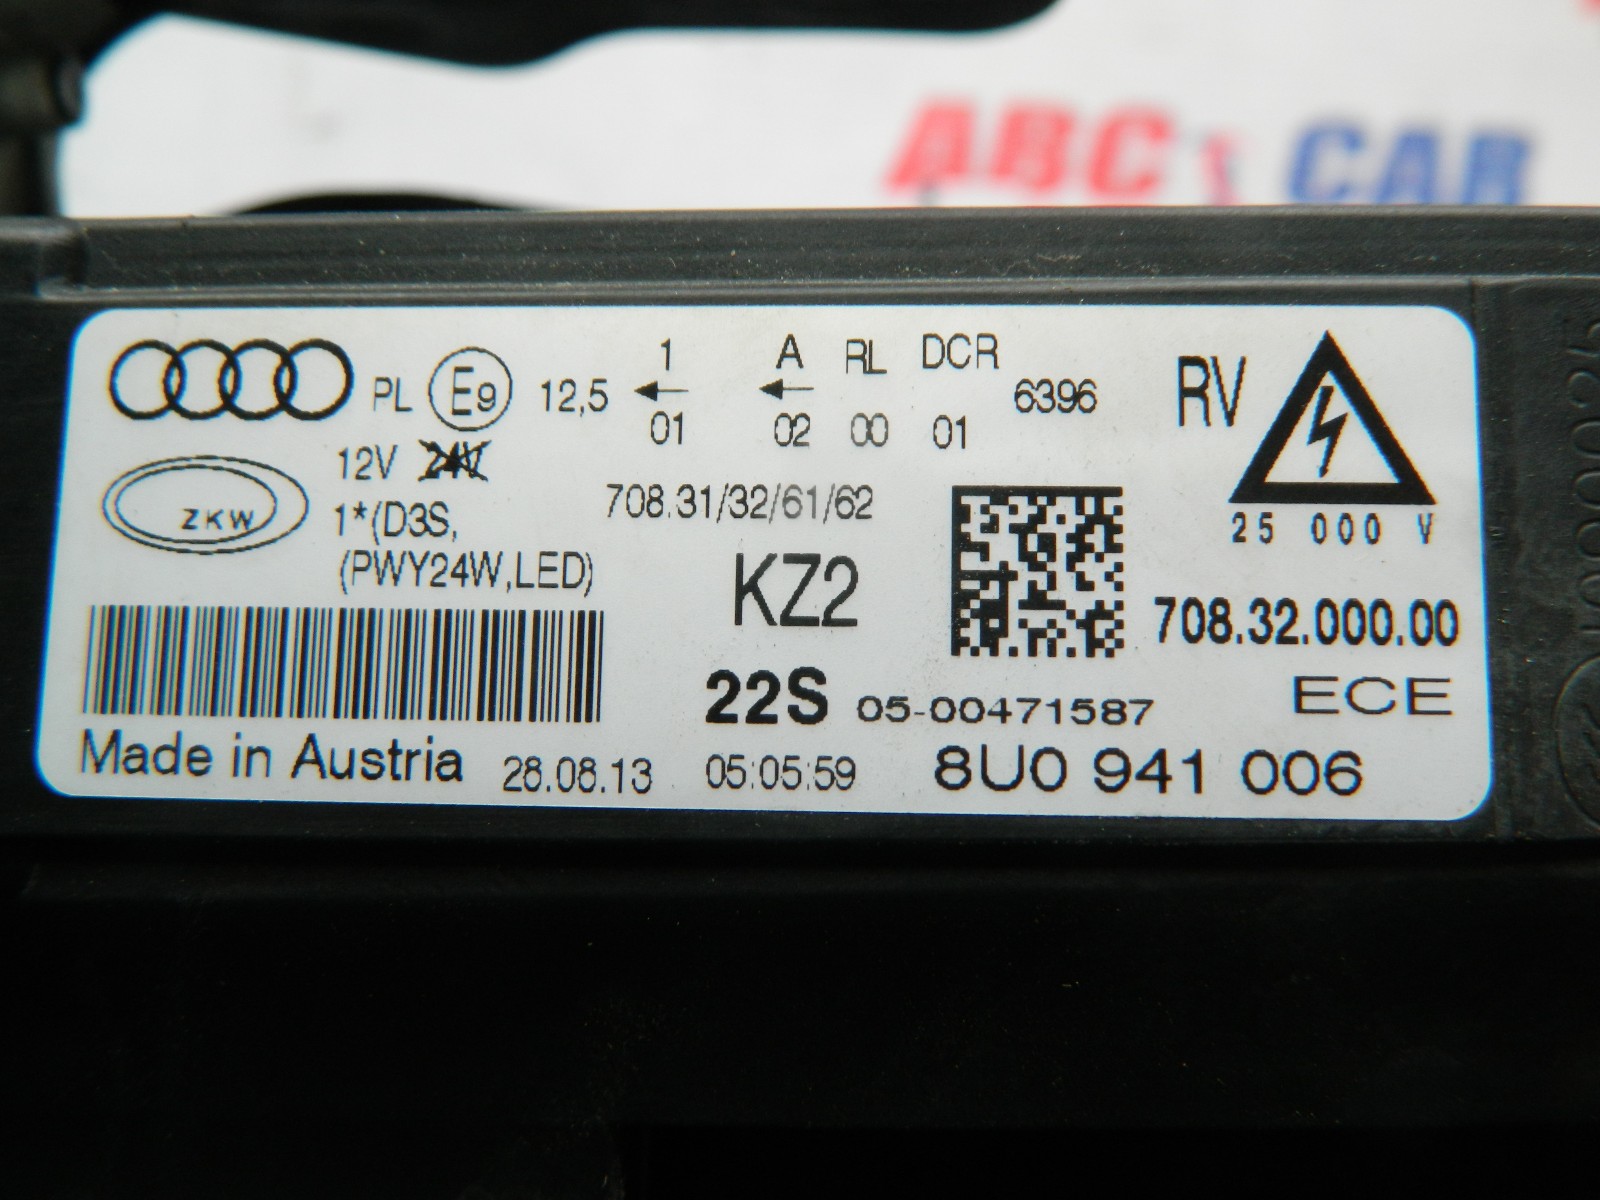 ABC CAR
PL E9 12,5 1 A RL DCR 6396 RV
01 02 00 01
12V 24V
ZKW
1*(D3S,
(PWY24W,LED)
708.31/32/61/62
25 000 V
KZ2
708.32.000.00
22S 05-00471587 ECE
Made in Austria 28.08.13 05:05:59 8U0 941 006